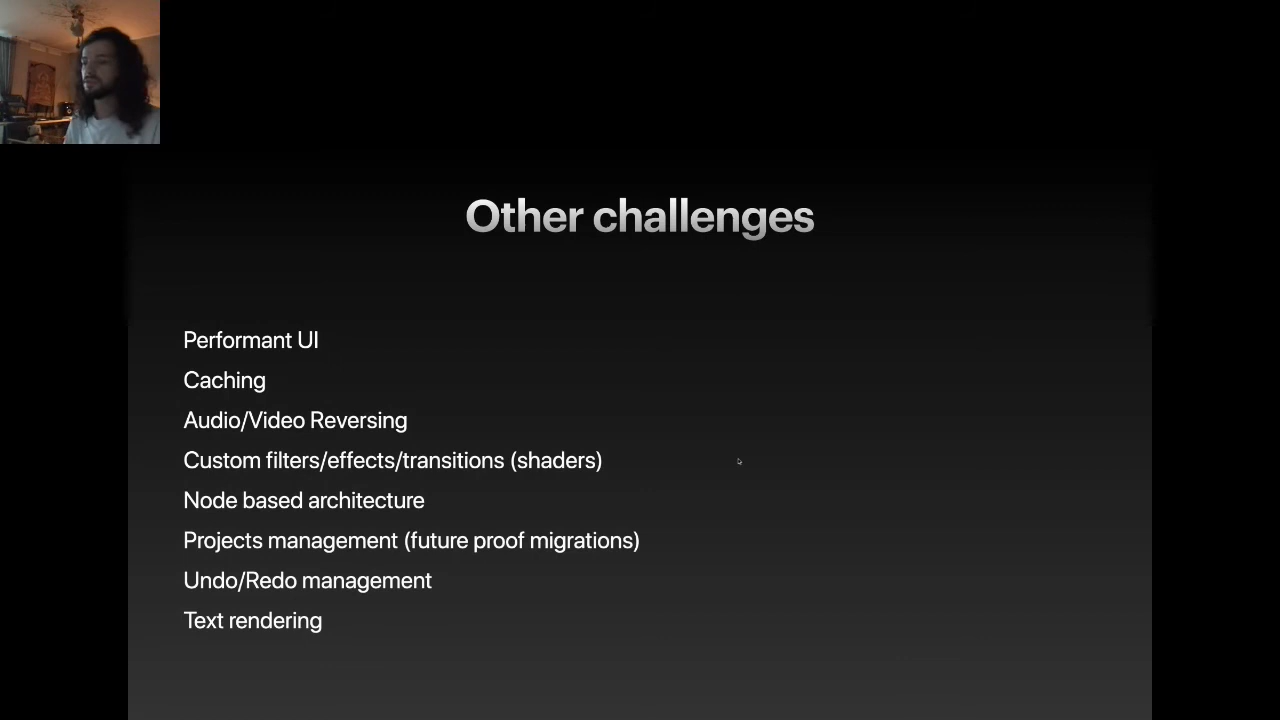 Other challenges
Performant UI
Caching
Audio/Video Reversing
Custom filters/effects/transitions (shaders)
Node based architecture
Projects management (future proof migrations)
Undo/Redo management
Text rendering